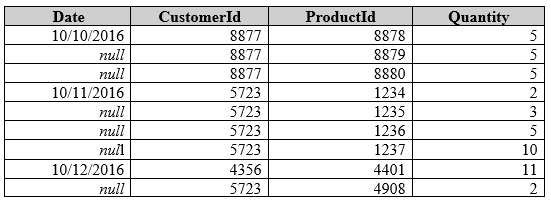 Date CustomerId ProductId Quantity
10/10/2016 8877 8878 5
null 8877 8879 5
null 8877 8880 5
10/11/2016 5723 1234 2
null 5723 1235 3
null 5723 1236 5
null 5723 1237 10
10/12/2016 4356 4401 11
null 5723 4908 2